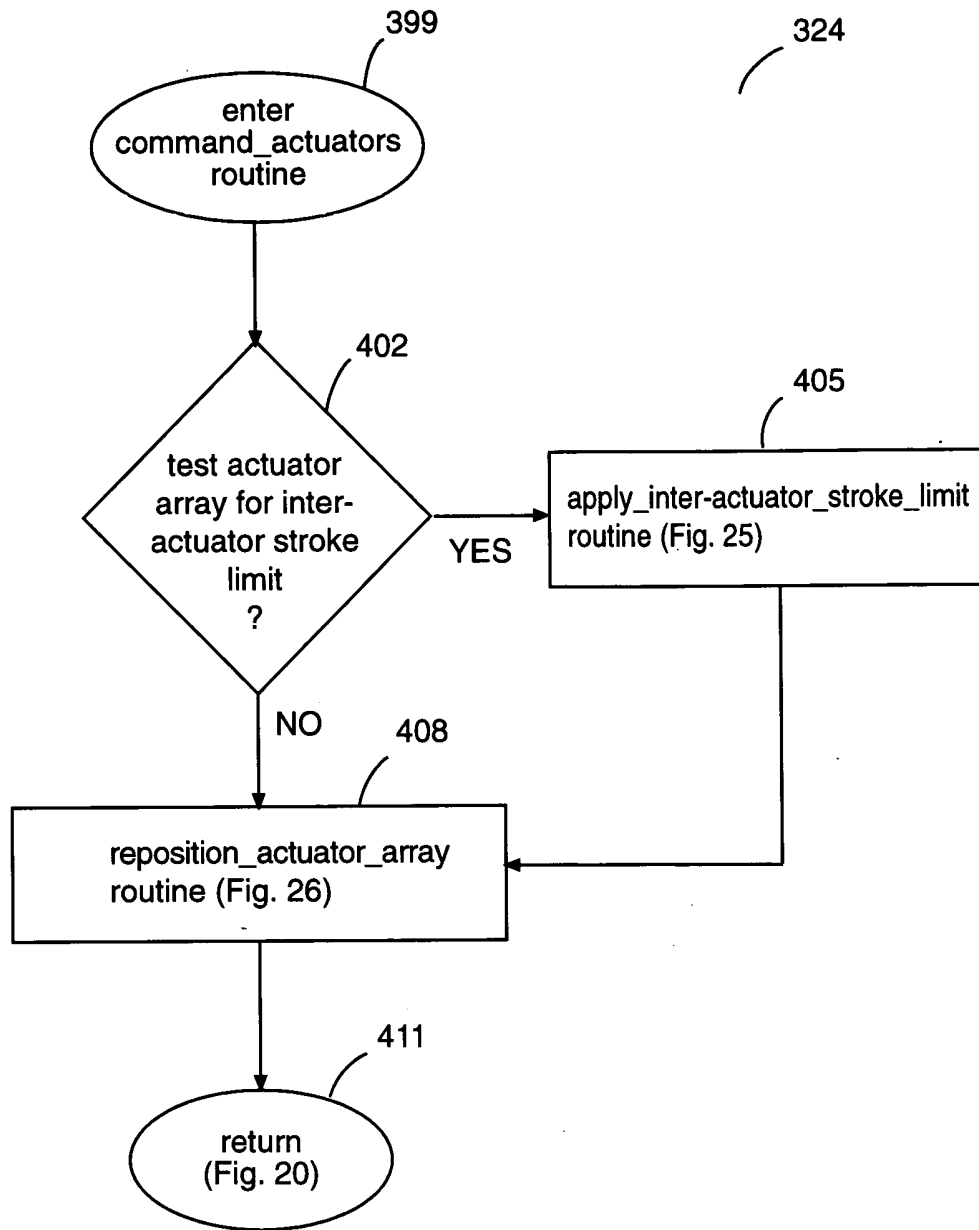 399
324
enter
command_actuators
routine
402
405
test actuator
array for inter-
actuator stroke
limit
?
YES
apply_inter-actuator_stroke_limit
routine (Fig. 25)
NO
408
reposition_actuator_array
routine (Fig. 26)
411
return
(Fig. 20)